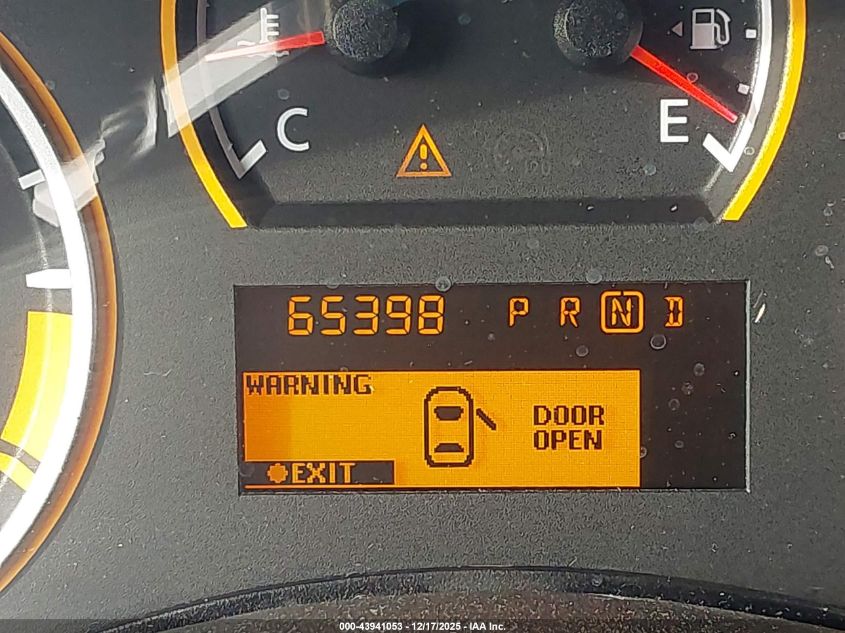 C
E
65398 P R N D
WARNING
DOOR
OPEN
EXIT
000-43941053 - 12/17/2025 - IAA Inc.